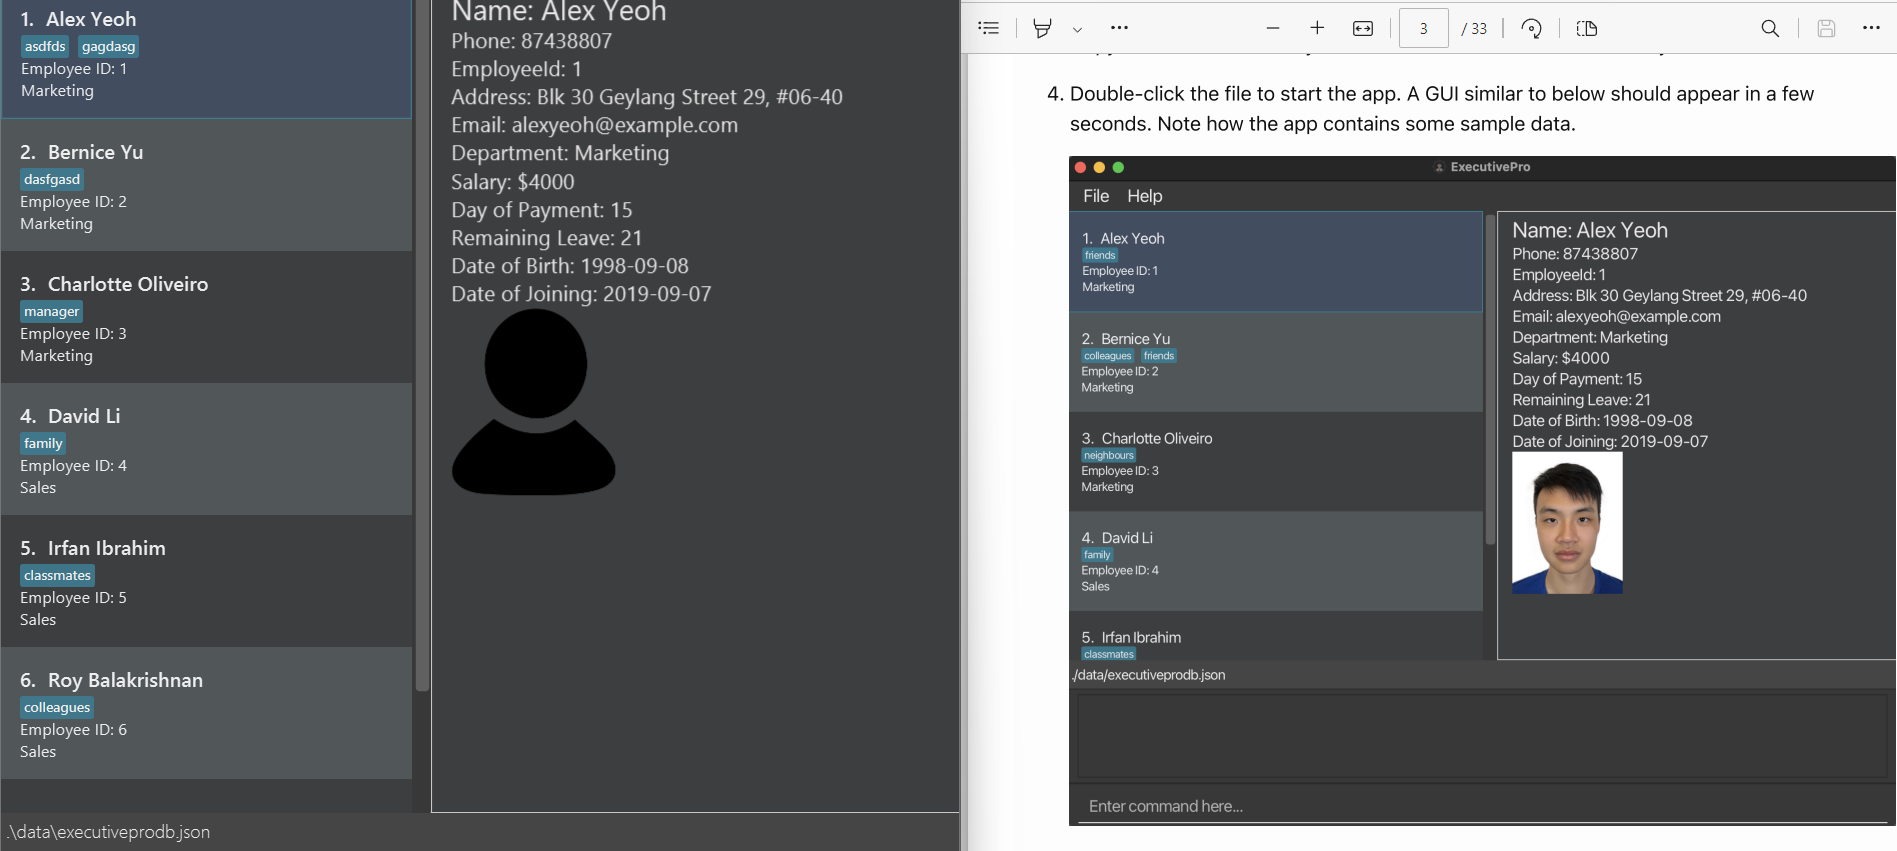 1. Alex Yeoh
asdfds gagdasg
Employee ID: 1
Marketing
2. Bernice Yu
dasfgasd
Employee ID: 2
Marketing
3. Charlotte Oliveiro
manager
Employee ID: 3
Marketing
4. David Li
family
Employee ID: 4
Sales
5. Irfan Ibrahim
classmates
Employee ID: 5
Sales
6. Roy Balakrishnan
colleagues
Employee ID: 6
Sales
Name: Alex Yeoh
Phone: 87438807
EmployeeId: 1
Address: Blk 30 Geylang Street 29, #06-40
Email: alexyeoh@example.com
Department: Marketing
Salary: $4000
Day of Payment: 15
Remaining Leave: 21
Date of Birth: 1998-09-08
Date of Joining: 2019-09-07
.\data\executiveprodb.json
3 / 33
4. Double-click the file to start the app. A GUI similar to below should appear in a few
seconds. Note how the app contains some sample data.
ExecutivePro
File Help
1. Alex Yeoh
friends
Employee ID: 1
Marketing
2. Bernice Yu
colleagues friends
Employee ID: 2
Marketing
3. Charlotte Oliveiro
neighbours
Employee ID: 3
Marketing
4. David Li
family
Employee ID: 4
Sales
5. Irfan Ibrahim
classmates
Name: Alex Yeoh
Phone: 87438807
EmployeeId: 1
Address: Blk 30 Geylang Street 29, #06-40
Email: alexyeoh@example.com
Department: Marketing
Salary: $4000
Day of Payment: 15
Remaining Leave: 21
Date of Birth: 1998-09-08
Date of Joining: 2019-09-07
./data/executiveprodb.json
Enter command here...